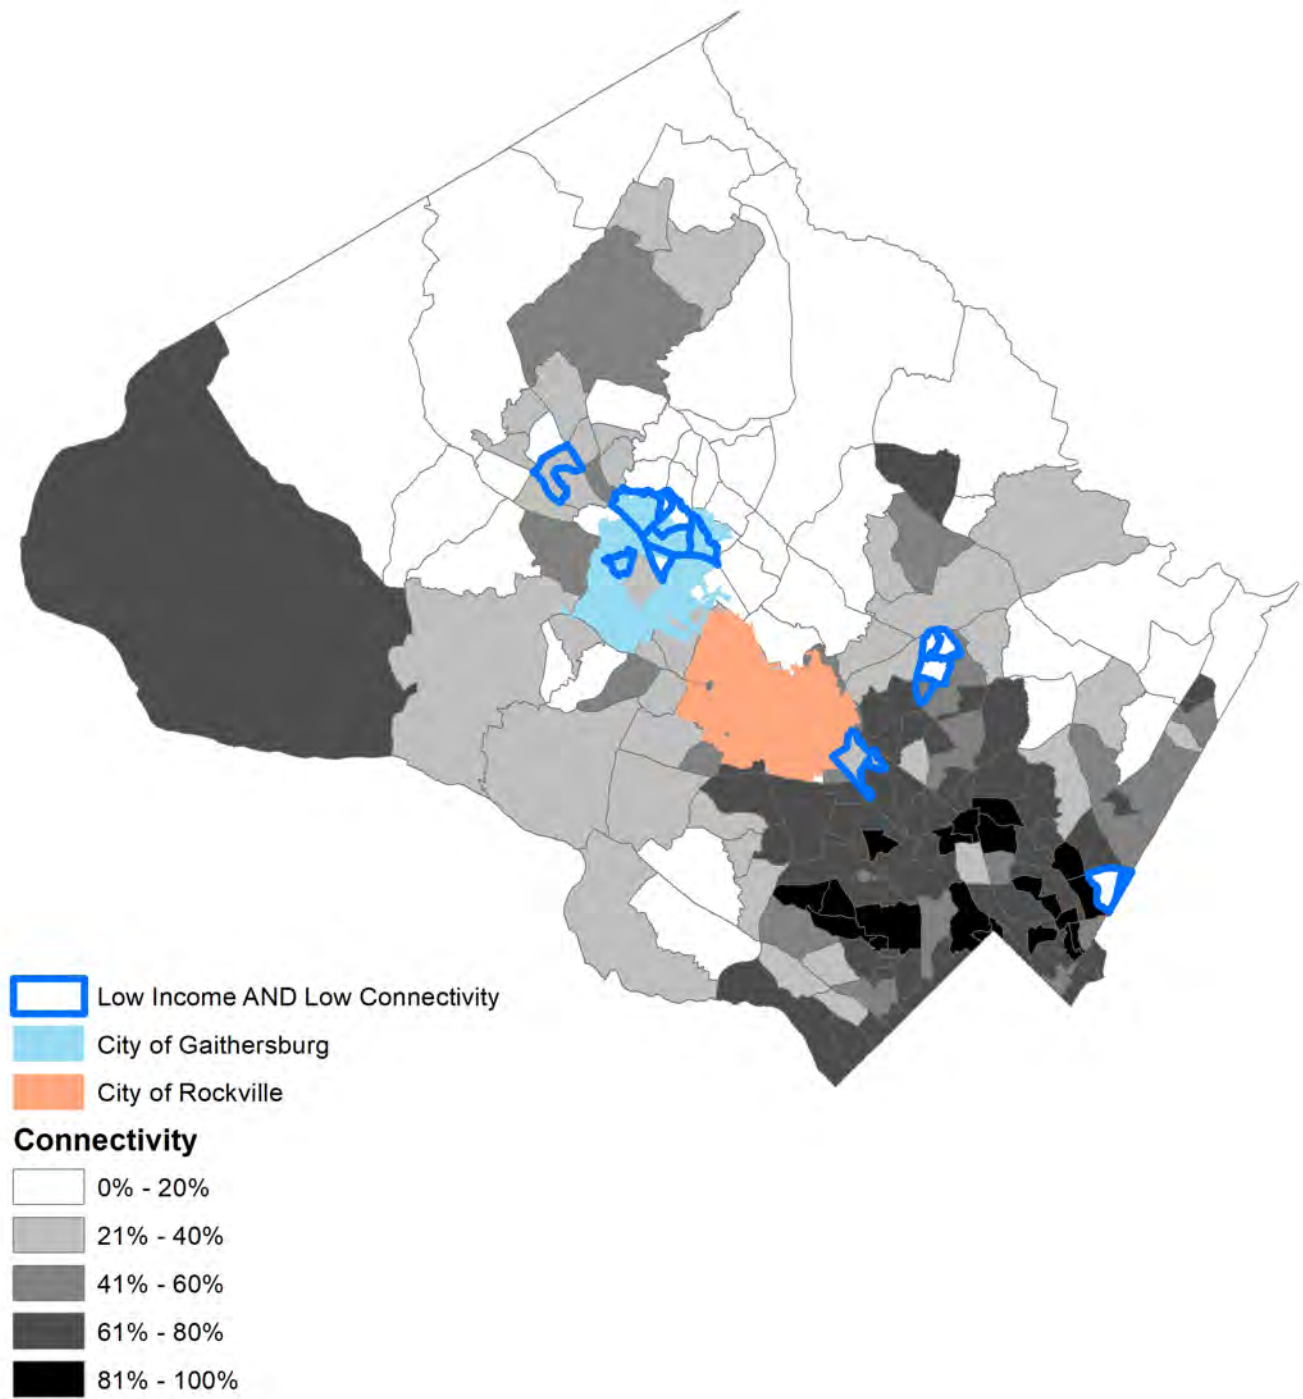 Low Income AND Low Connectivity
City of Gaithersburg
City of Rockville
Connectivity
0% - 20%
21% - 40%
41% - 60%
61% - 80%
81% - 100%